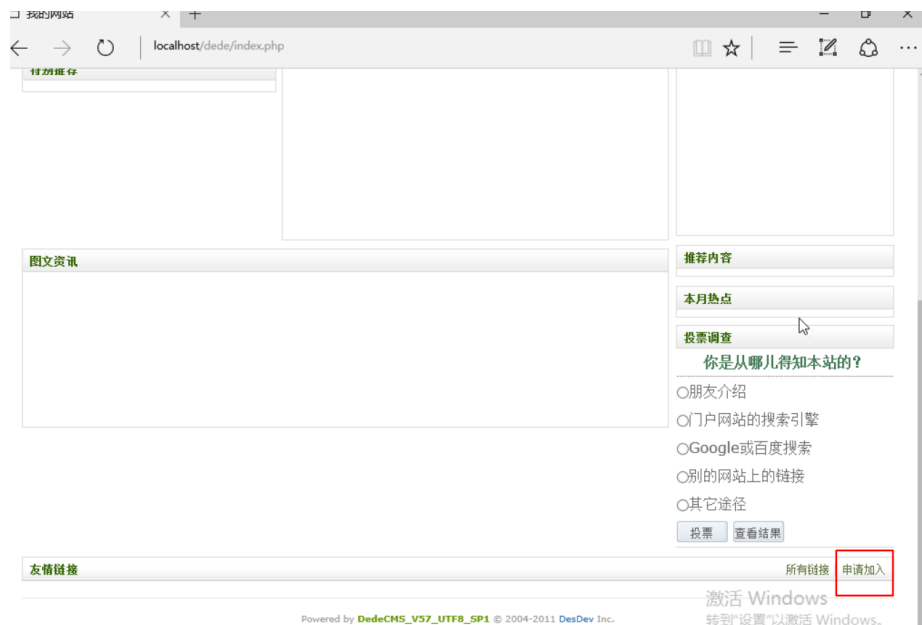 我的网站
localhost/dede/index.php
特别推荐
图文资讯
推荐内容
本月热点
投票调查
你是从哪儿得知本站的?
朋友介绍
门户网站的搜索引擎
Google或百度搜索
别的网站上的链接
其它途径
投票 查看结果
友情链接 所有链接 申请加入
激活 Windows
Powered by DedeCMS_V57_UTF8_SP1 © 2004-2011 DesDev Inc.
转到"设置"以激活 Windows。